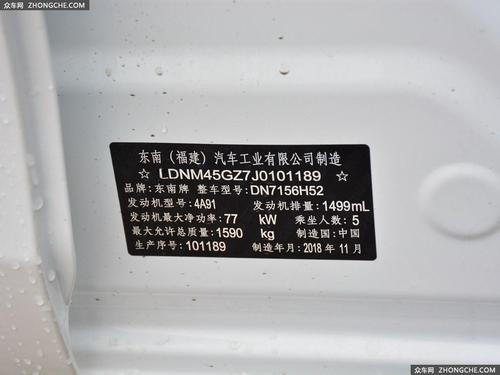 众车网 ZHONGCHE.COM
东南（福建）汽车工业有限公司制造
☆ LDNM45GZ7J0101189 ☆
品牌：东南牌 整车型号：DN7156H52
发动机型号：4A91 发动机排量：1499mL
发动机最大净功率：77 kW 乘坐人数：5
最大允许总质量：1590 kg 制造国：中国
生产序号：101189 制造年月：2018 年 11 月
众车网 ZHONGCHE.COM